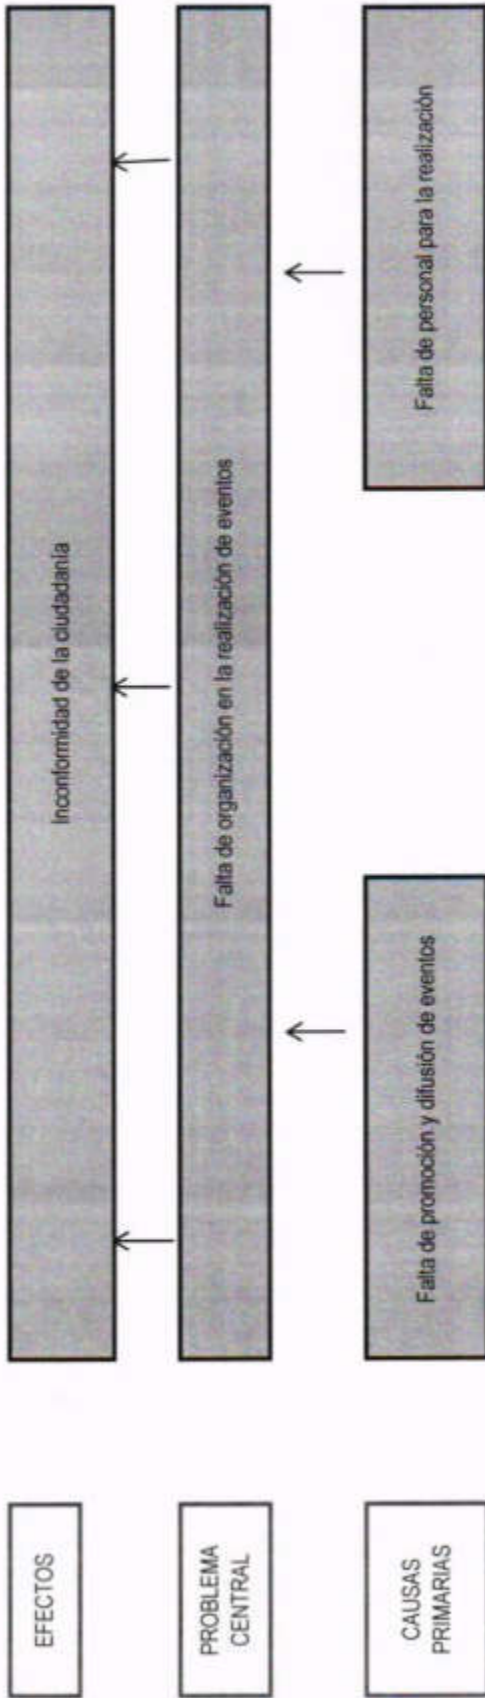 EFECTOS
Inconformidad de la ciudadanía
PROBLEMA
CENTRAL
Falta de organización en la realización de eventos
CAUSAS
PRIMARIAS
Falta de promoción y difusión de eventos
Falta de personal para la realización